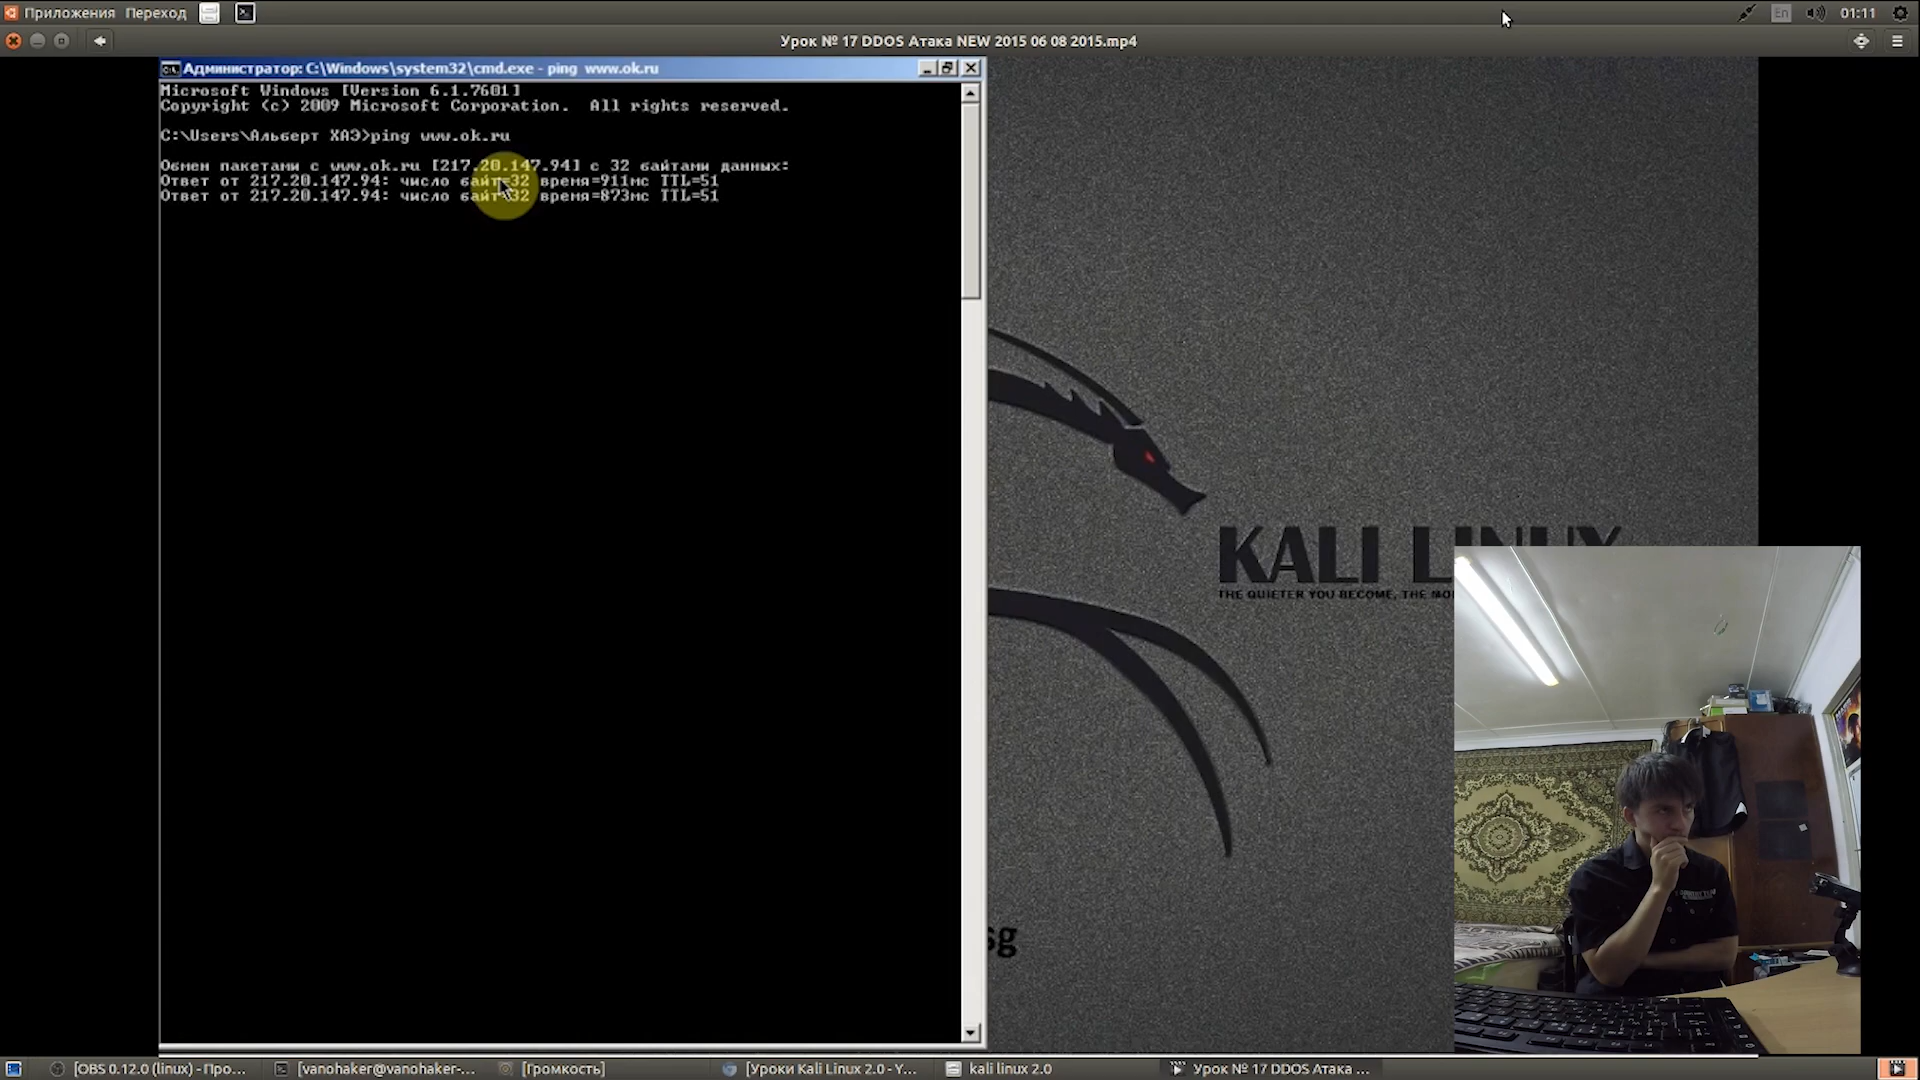 Приложения Переход
En 01:11
Урок № 17 DDOS Атака NEW 2015 06 08 2015.mp4
Администратор: C:\Windows\system32\cmd.exe - ping www.ok.ru
Microsoft Windows [Version 6.1.7601]
Copyright (c) 2009 Microsoft Corporation. All rights reserved.
C:\Users\Альберт ХАЭ>ping www.ok.ru
Обмен пакетами с www.ok.ru [217.20.147.94] с 32 байтами данных:
Ответ от 217.20.147.94: число байт=32 время=911мс TTL=51
Ответ от 217.20.147.94: число байт=32 время=873мс TTL=51
KALI LINUX
THE QUIETER YOU BECOME, THE
sg
[OBS 0.12.0 (linux) - Про...
[vanohaker@vanohaker-...
[Громкость]
[Уроки Kali Linux 2.0 - Y...
kali linux 2.0
Урок № 17 DDOS Атака ...